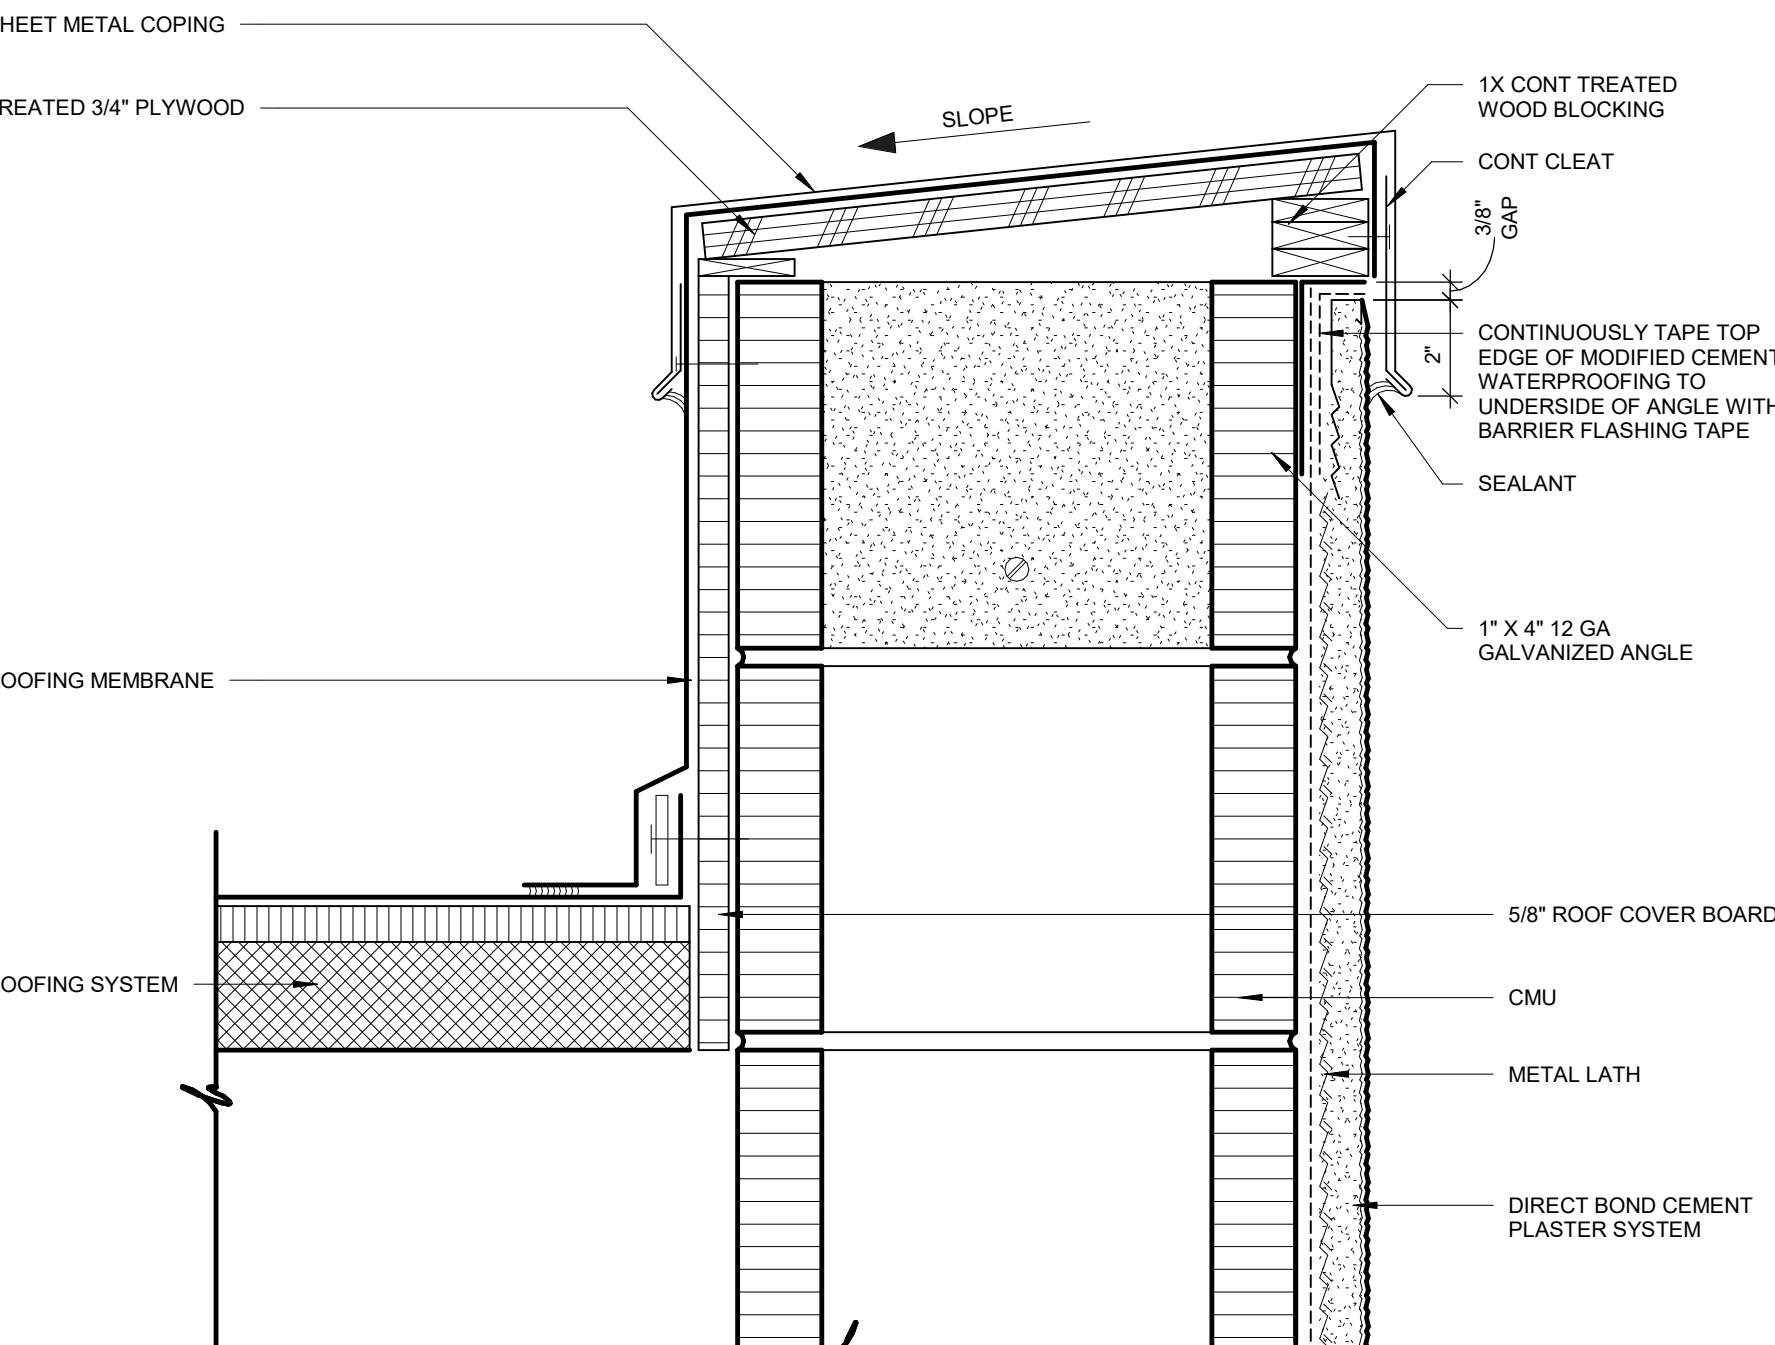 HEET METAL COPING
REATED 3/4" PLYWOOD
SLOPE
1X CONT TREATED
WOOD BLOCKING
CONT CLEAT
3/8"
GAP
CONTINUOUSLY TAPE TOP
EDGE OF MODIFIED CEMENT
WATERPROOFING TO
UNDERSIDE OF ANGLE WITH
BARRIER FLASHING TAPE
2"
SEALANT
1" X 4" 12 GA
GALVANIZED ANGLE
OOFING MEMBRANE
5/8" ROOF COVER BOARD
OOFING SYSTEM
CMU
METAL LATH
DIRECT BOND CEMENT
PLASTER SYSTEM